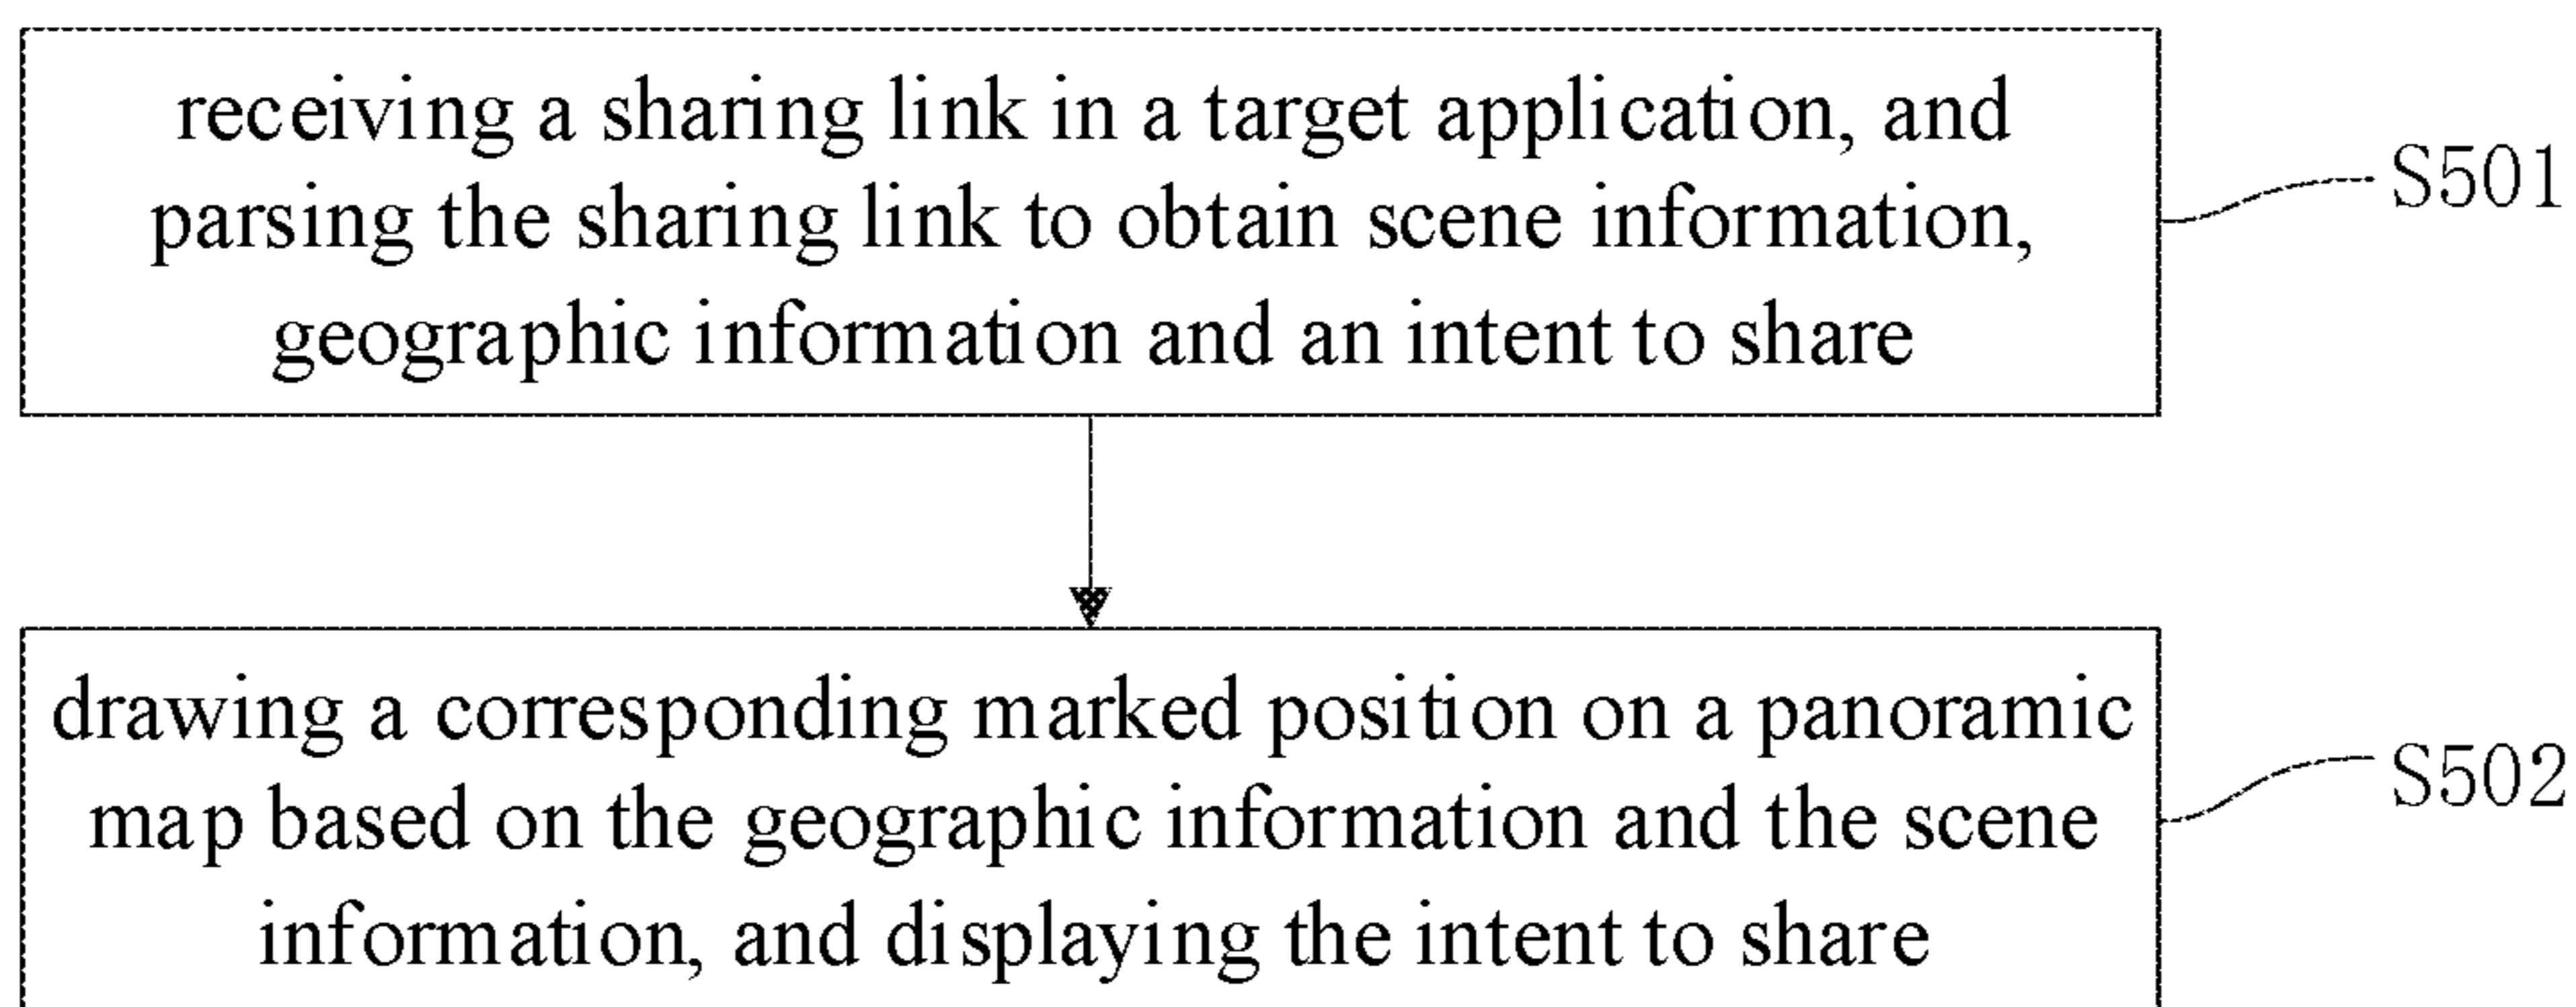 receiving a sharing link in a target application, and
parsing the sharing link to obtain scene information,
geographic information and an intent to share
S501
drawing a corresponding marked position on a panoramic
map based on the geographic information and the scene
information, and displaying the intent to share
S502